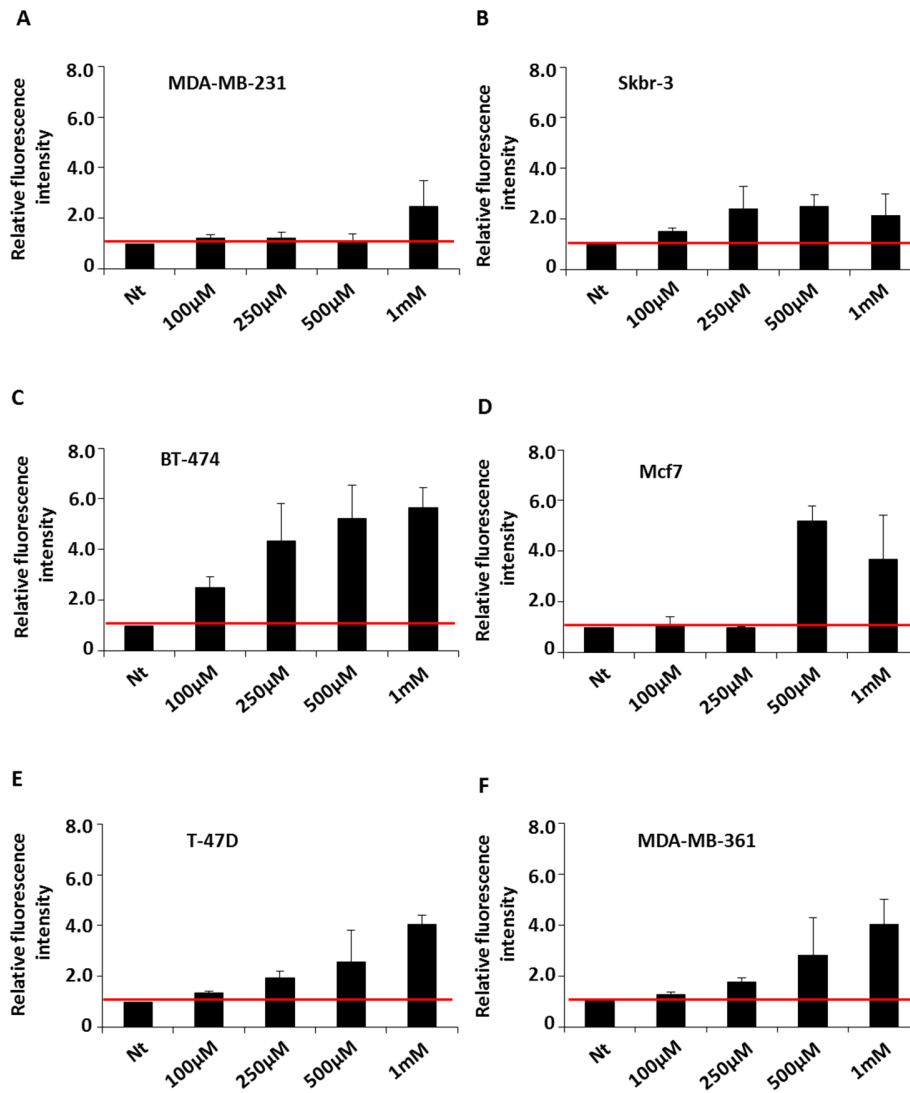 A
Relative fluorescence
intensity
8.0
6.0
4.0
2.0
0
MDA-MB-231
Nt
100µM
250µM
500µM
1mM
B
Relative fluorescence
intensity
8.0
6.0
4.0
2.0
0
Skbr-3
Nt
100µM
250µM
500µM
1mM
C
Relative fluorescence
intensity
8.0
6.0
4.0
2.0
0
BT-474
Nt
100µM
250µM
500µM
1mM
D
Relative fluorescence
intensity
8.0
6.0
4.0
2.0
0
Mcf7
Nt
100µM
250µM
500µM
1mM
E
Relative fluorescence
intensity
8.0
6.0
4.0
2.0
0
T-47D
Nt
100µM
250µM
500µM
1mM
F
Relative fluorescence
intensity
8.0
6.0
4.0
2.0
0
MDA-MB-361
Nt
100µM
250µM
500µM
1mM